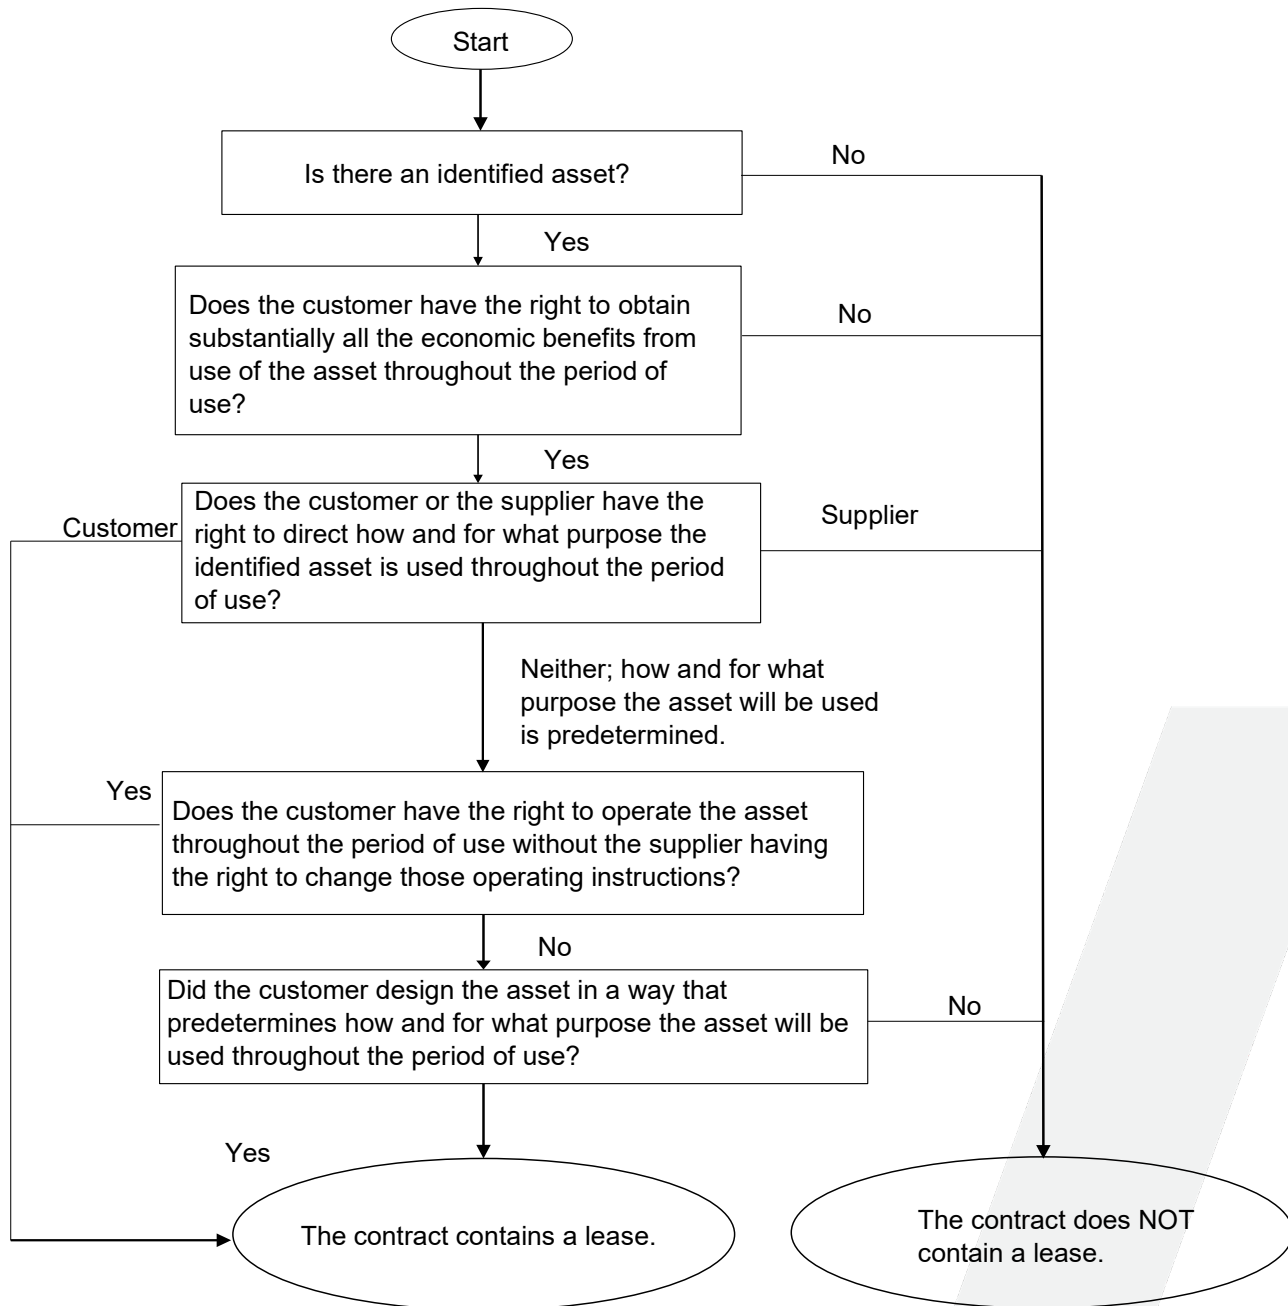 Start
Is there an identified asset?
No
Yes
Does the customer have the right to obtain
substantially all the economic benefits from
use of the asset throughout the period of
use?
No
Yes
Does the customer or the supplier have the
right to direct how and for what purpose the
identified asset is used throughout the period
of use?
Customer
Supplier
Neither; how and for what
purpose the asset will be used
is predetermined.
Yes
Does the customer have the right to operate the asset
throughout the period of use without the supplier having
the right to change those operating instructions?
No
Did the customer design the asset in a way that
predetermines how and for what purpose the asset will be
used throughout the period of use?
No
Yes
The contract contains a lease.
The contract does NOT
contain a lease.